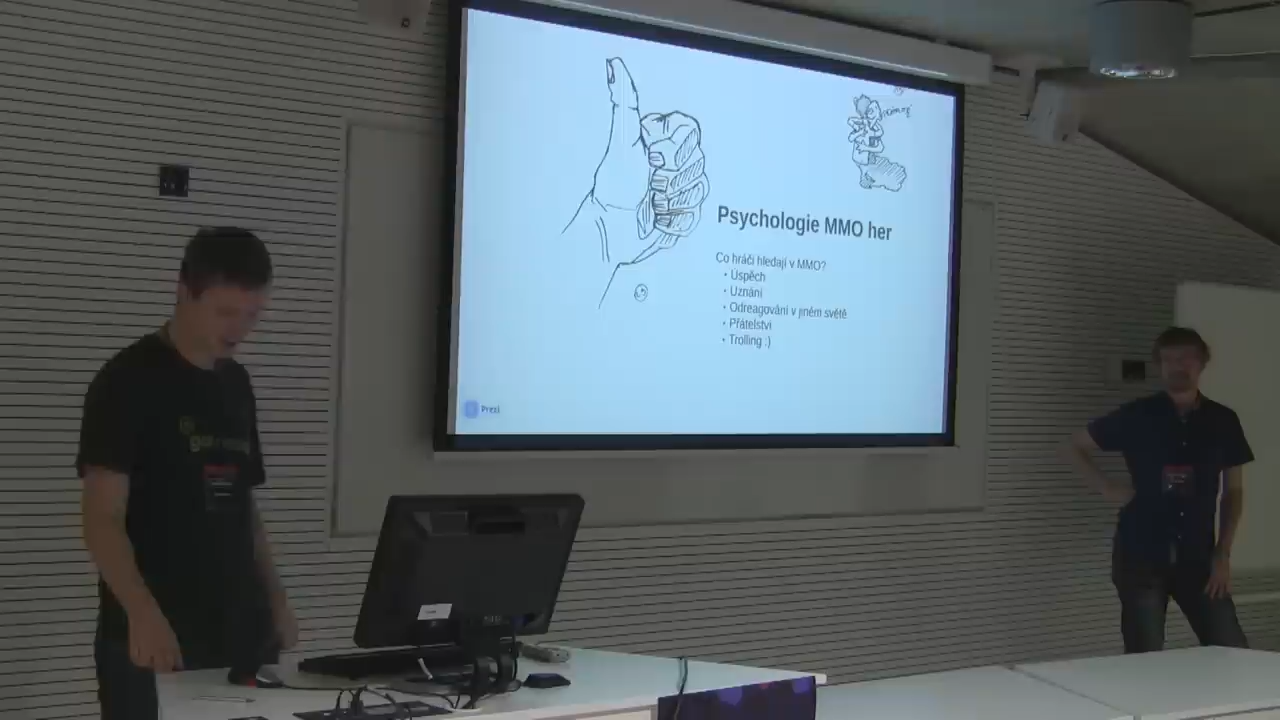 Psychologie MMO her
Co hráči hledají v MMO?
• Úspěch
• Uznání
• Odreagování v jiném světě
• Přátelství
• Trolling :)
Prezi